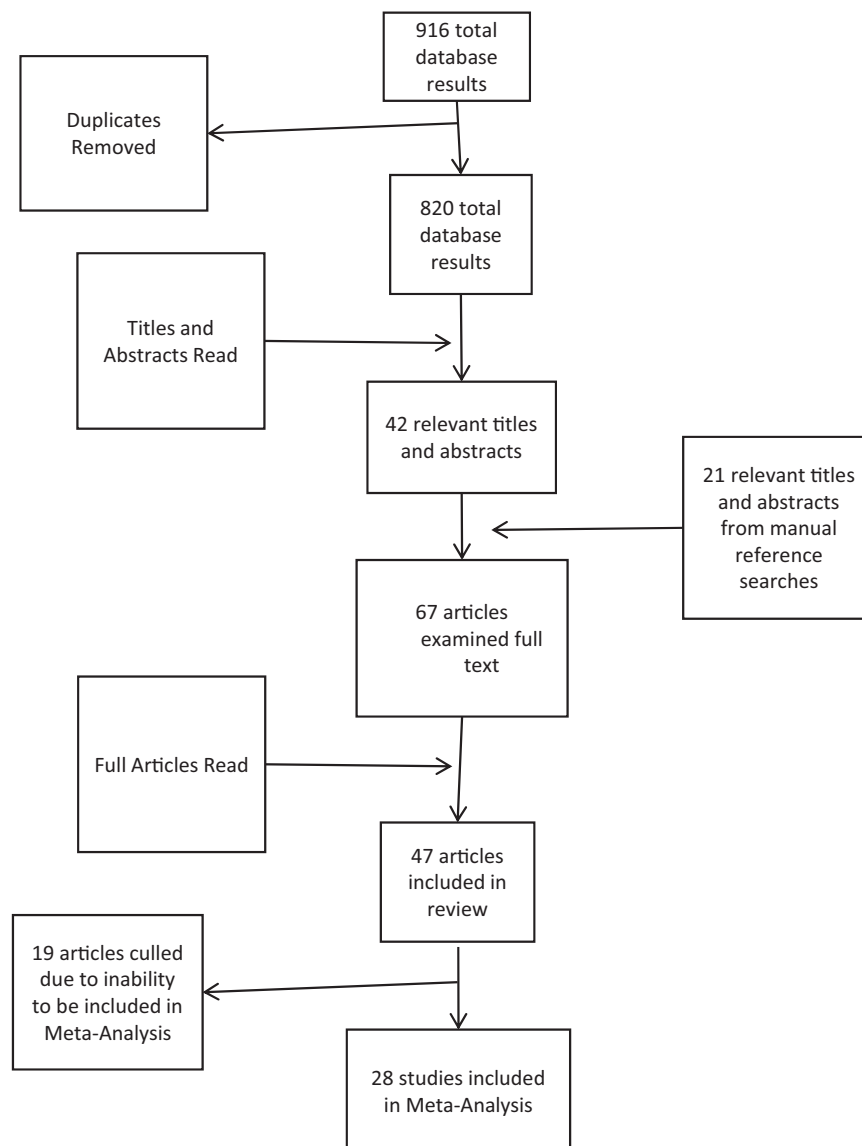 916 total
database
results
Duplicates
Removed
820 total
database
results
Titles and
Abstracts Read
42 relevant titles
and abstracts
21 relevant titles
and abstracts
from manual
reference
searches
67 articles
examined full
text
Full Articles Read
47 articles
included in
review
19 articles culled
due to inability
to be included in
Meta-Analysis
28 studies included
in Meta-Analysis